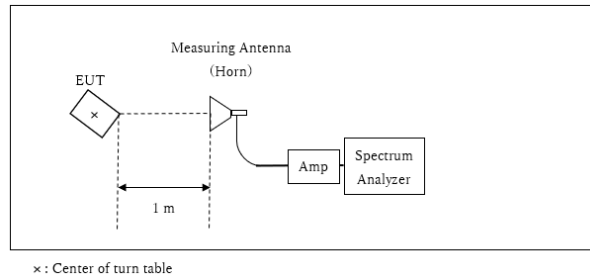 Measuring Antenna
(Horn)
EUT
×
Amp
Spectrum
Analyzer
1 m
× : Center of turn table